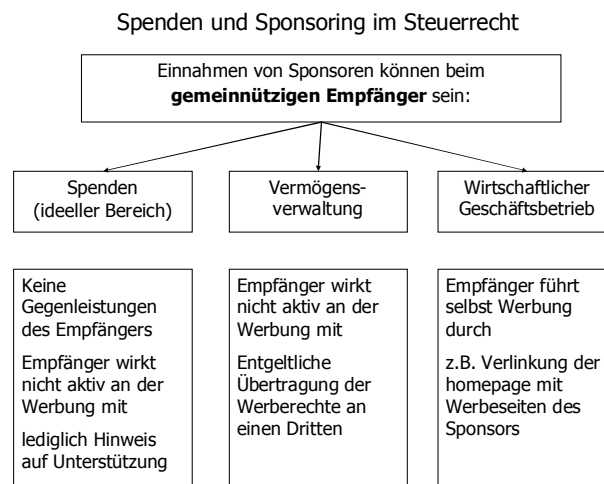 Spenden und Sponsoring im Steuerrecht
Einnahmen von Sponsoren können beim
gemeinnützigen Empfänger sein:
Spenden
(ideeller Bereich)
Vermögens-
verwaltung
Wirtschaftlicher
Geschäftsbetrieb
Keine
Gegenleistungen
des Empfängers
Empfänger wirkt
nicht aktiv an der
Werbung mit
lediglich Hinweis
auf Unterstützung
Empfänger wirkt
nicht aktiv an der
Werbung mit
Entgeltliche
Übertragung der
Werberechte an
einen Dritten
Empfänger führt
selbst Werbung
durch
z.B. Verlinkung der
homepage mit
Werbeseiten des
Sponsors